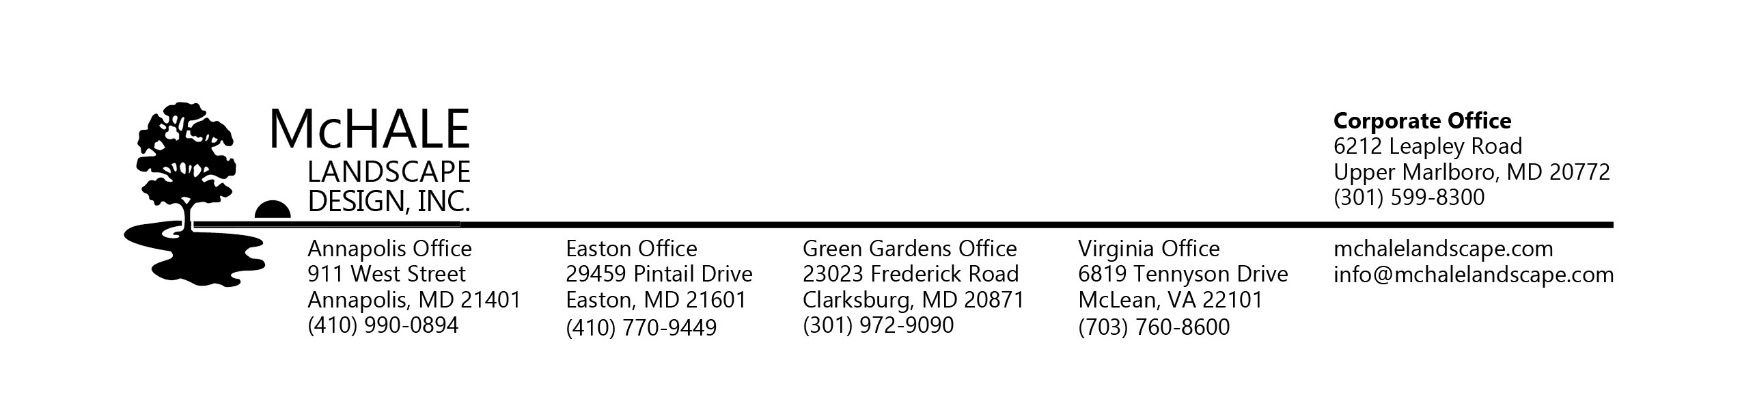 McHALE
LANDSCAPE
DESIGN, INC.
Corporate Office
6212 Leapley Road
Upper Marlboro, MD 20772
(301) 599-8300
Annapolis Office
911 West Street
Annapolis, MD 21401
(410) 990-0894
Easton Office
29459 Pintail Drive
Easton, MD 21601
(410) 770-9449
Green Gardens Office
23023 Frederick Road
Clarksburg, MD 20871
(301) 972-9090
Virginia Office
6819 Tennyson Drive
McLean, VA 22101
(703) 760-8600
mchalelandscape.com
info@mchalelandscape.com